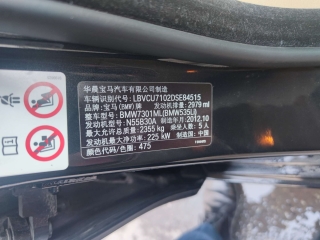 华晨宝马汽车有限公司制造
车辆识别代号: LBVCU7102DSE84515
品牌: 宝马(BMW)牌 发动机排量: 2979 ml
整车型号: BMW7301ML(BMW535Li)
发动机型号: N55B30A 制造年月: 2012.10
最大允许总质量: 2355 kg 乘坐人数: 5人
发动机最大净功率: 225 kW 制造国: 中国
颜色代码/色码: 475